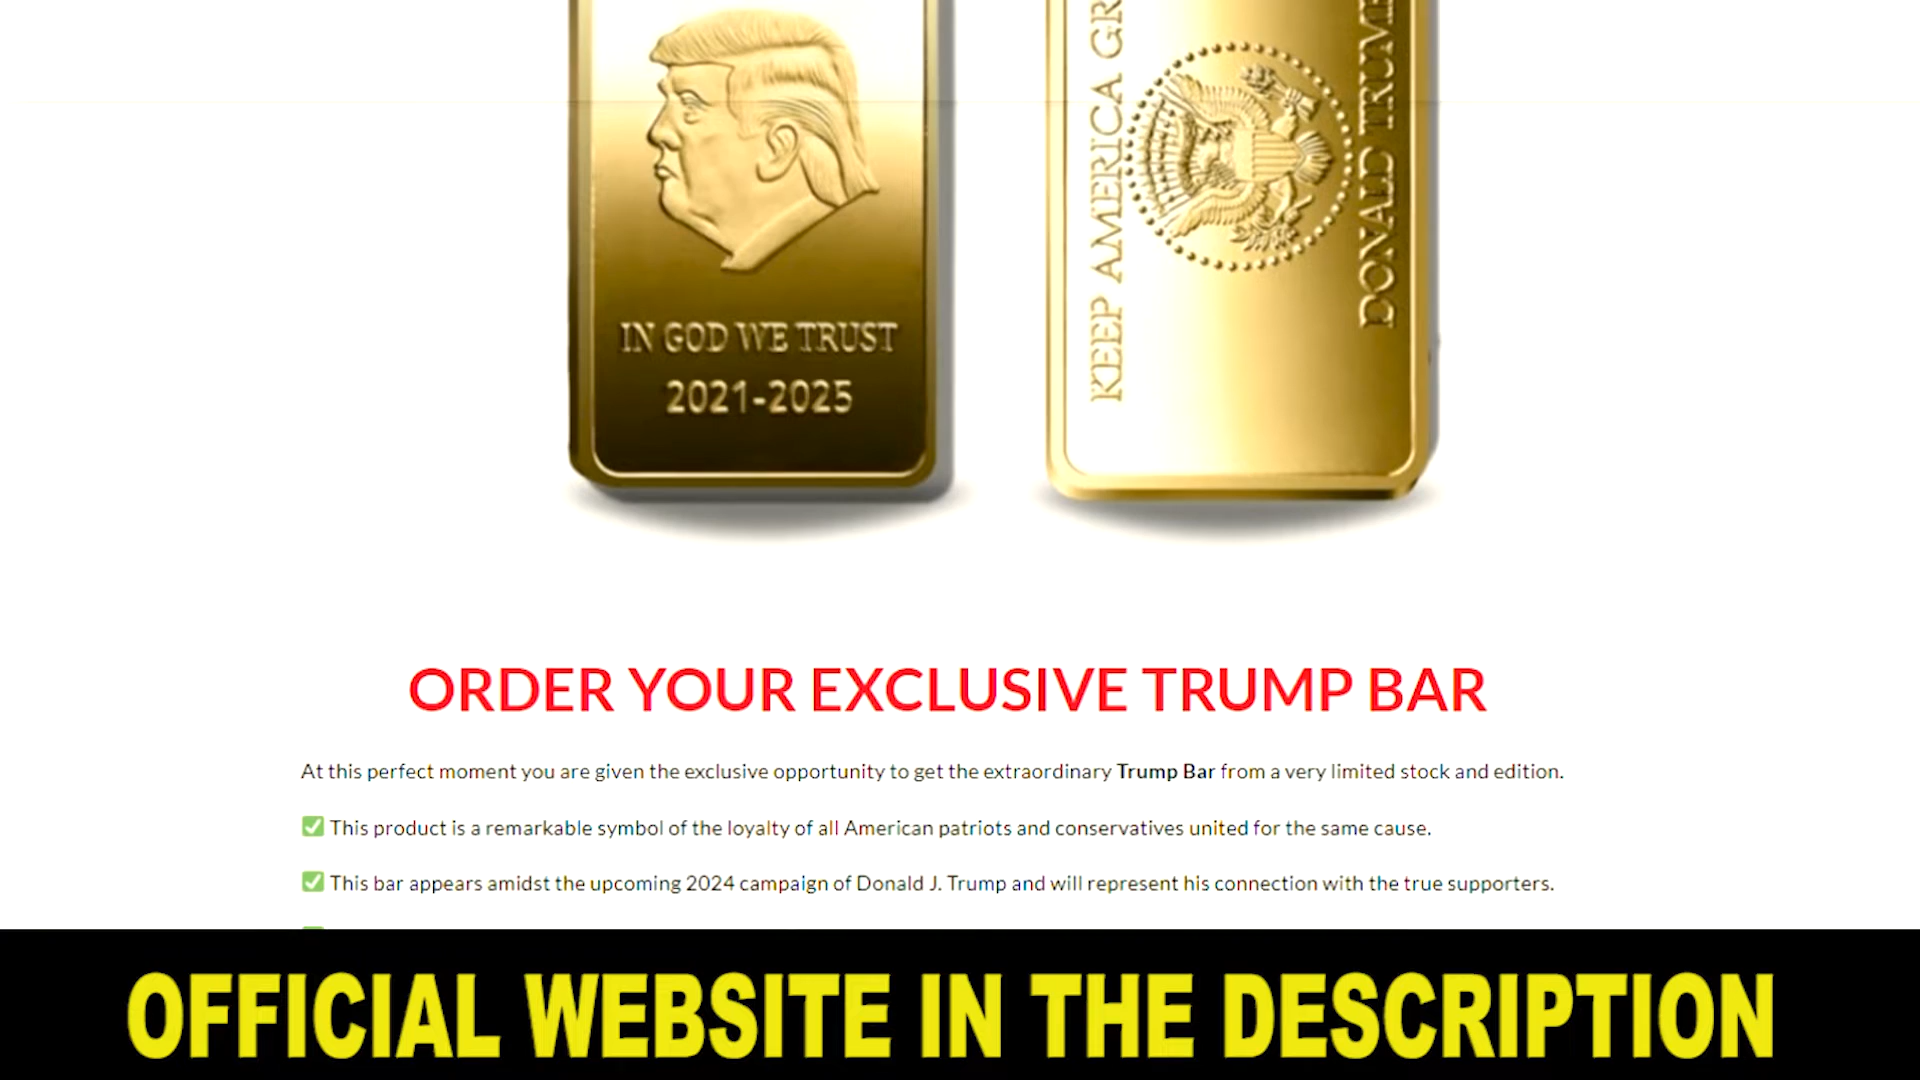 IN GOD WE TRUST
2021-2025
KEEP AMERICA GR
DONALD TRUMP
ORDER YOUR EXCLUSIVE TRUMP BAR
At this perfect moment you are given the exclusive opportunity to get the extraordinary Trump Bar from a very limited stock and edition.
✅ This product is a remarkable symbol of the loyalty of all American patriots and conservatives united for the same cause.
✅ This bar appears amidst the upcoming 2024 campaign of Donald J. Trump and will represent his connection with the true supporters.
OFFICIAL WEBSITE IN THE DESCRIPTION